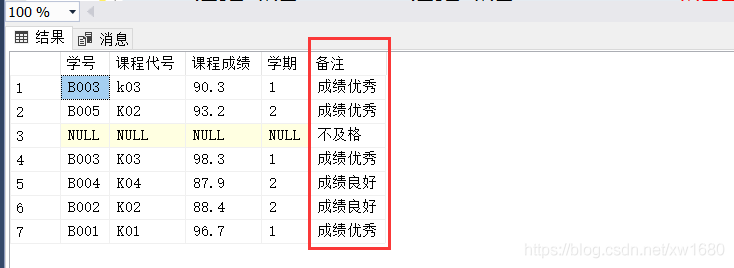 100 %
结果 消息
学号 课程代号 课程成绩 学期 备注
1 B003 k03 90.3 1 成绩优秀
2 B005 K02 93.2 2 成绩优秀
3 NULL NULL NULL NULL 不及格
4 B003 K03 98.3 1 成绩优秀
5 B004 K04 87.9 2 成绩良好
6 B002 K02 88.4 2 成绩良好
7 B001 K01 96.7 1 成绩优秀
https://blog.csdn.net/xw1680